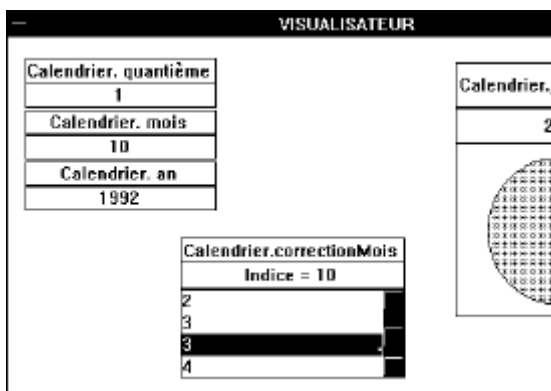 VISUALISATEUR
Calendrier. quantième
1
Calendrier. mois
10
Calendrier. an
1992
Calendrier.
2
Calendrier.correctionMois
Indice = 10
2
3
3
4